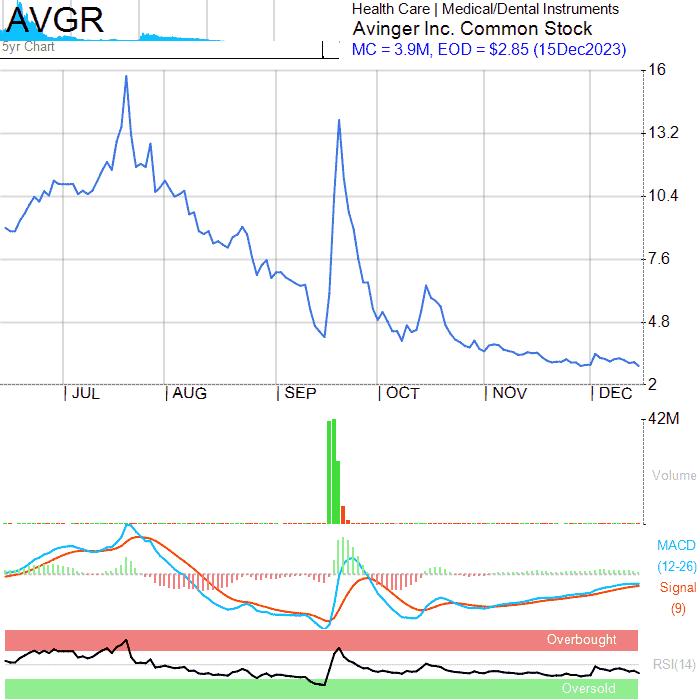 AVGR
Health Care | Medical/Dental Instruments
Avinger Inc. Common Stock
MC = 3.9M, EOD = $2.85 (15Dec2023)
5yr Chart
16
13.2
10.4
7.6
4.8
2
| JUL | AUG | SEP | OCT | NOV | DEC
42M
Volume
MACD
(12-26)
Signal
(9)
Overbought
RSI(14)
Oversold